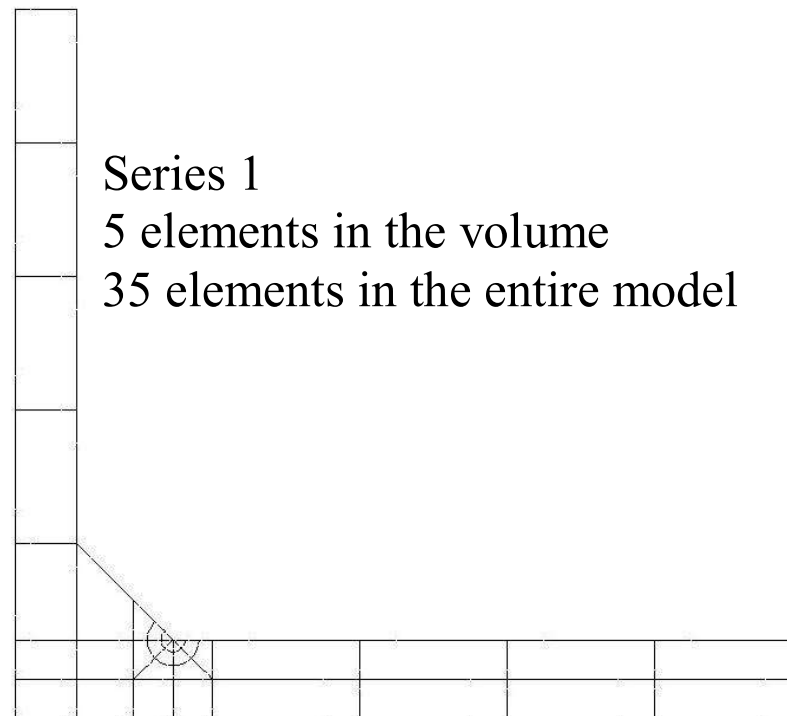 Series 1
5 elements in the volume
35 elements in the entire model